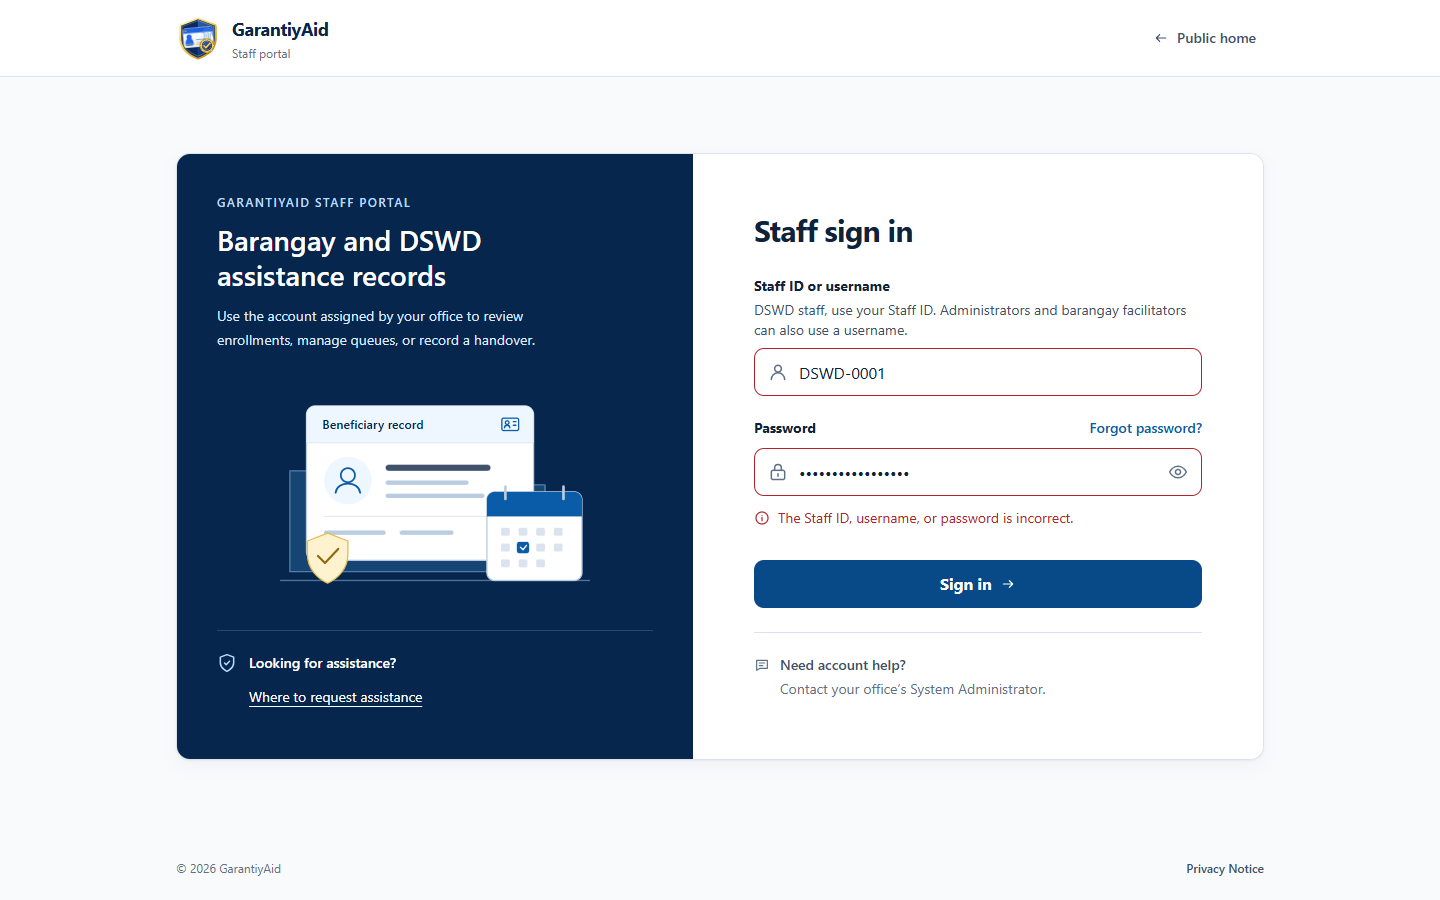 GarantiyAid
Staff portal
← Public home
GARANTIYAID STAFF PORTAL
Barangay and DSWD
assistance records
Use the account assigned by your office to review
enrollments, manage queues, or record a handover.
Beneficiary record
Looking for assistance?
Where to request assistance
Staff sign in
Staff ID or username
DSWD staff, use your Staff ID. Administrators and barangay facilitators
can also use a username.
DSWD-0001
Password
Forgot password?
•••••••••••••••••
The Staff ID, username, or password is incorrect.
Sign in →
Need account help?
Contact your office’s System Administrator.
© 2026 GarantiyAid
Privacy Notice